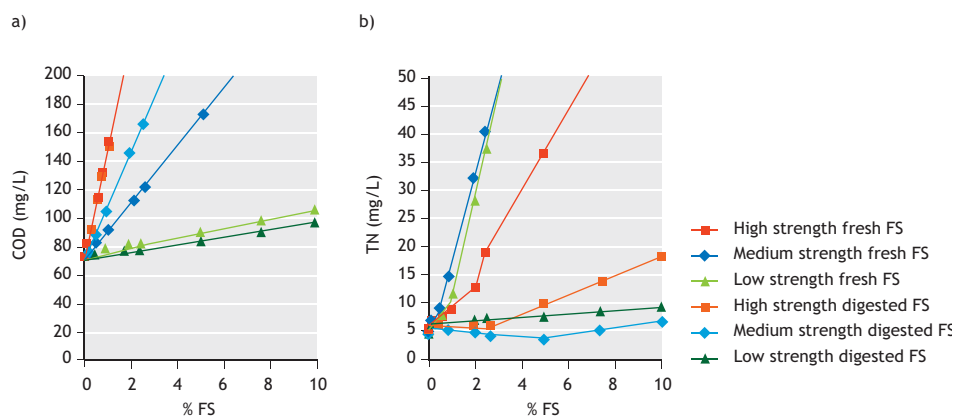 a)
b)
COD (mg/L)
200
180
160
140
120
100
80
60
40
20
0
0 2 4 6 8 10
% FS
TN (mg/L)
50
45
40
35
30
25
20
15
10
5
0
0 2 4 6 8 10
% FS
High strength fresh FS
Medium strength fresh FS
Low strength fresh FS
High strength digested FS
Medium strength digested FS
Low strength digested FS